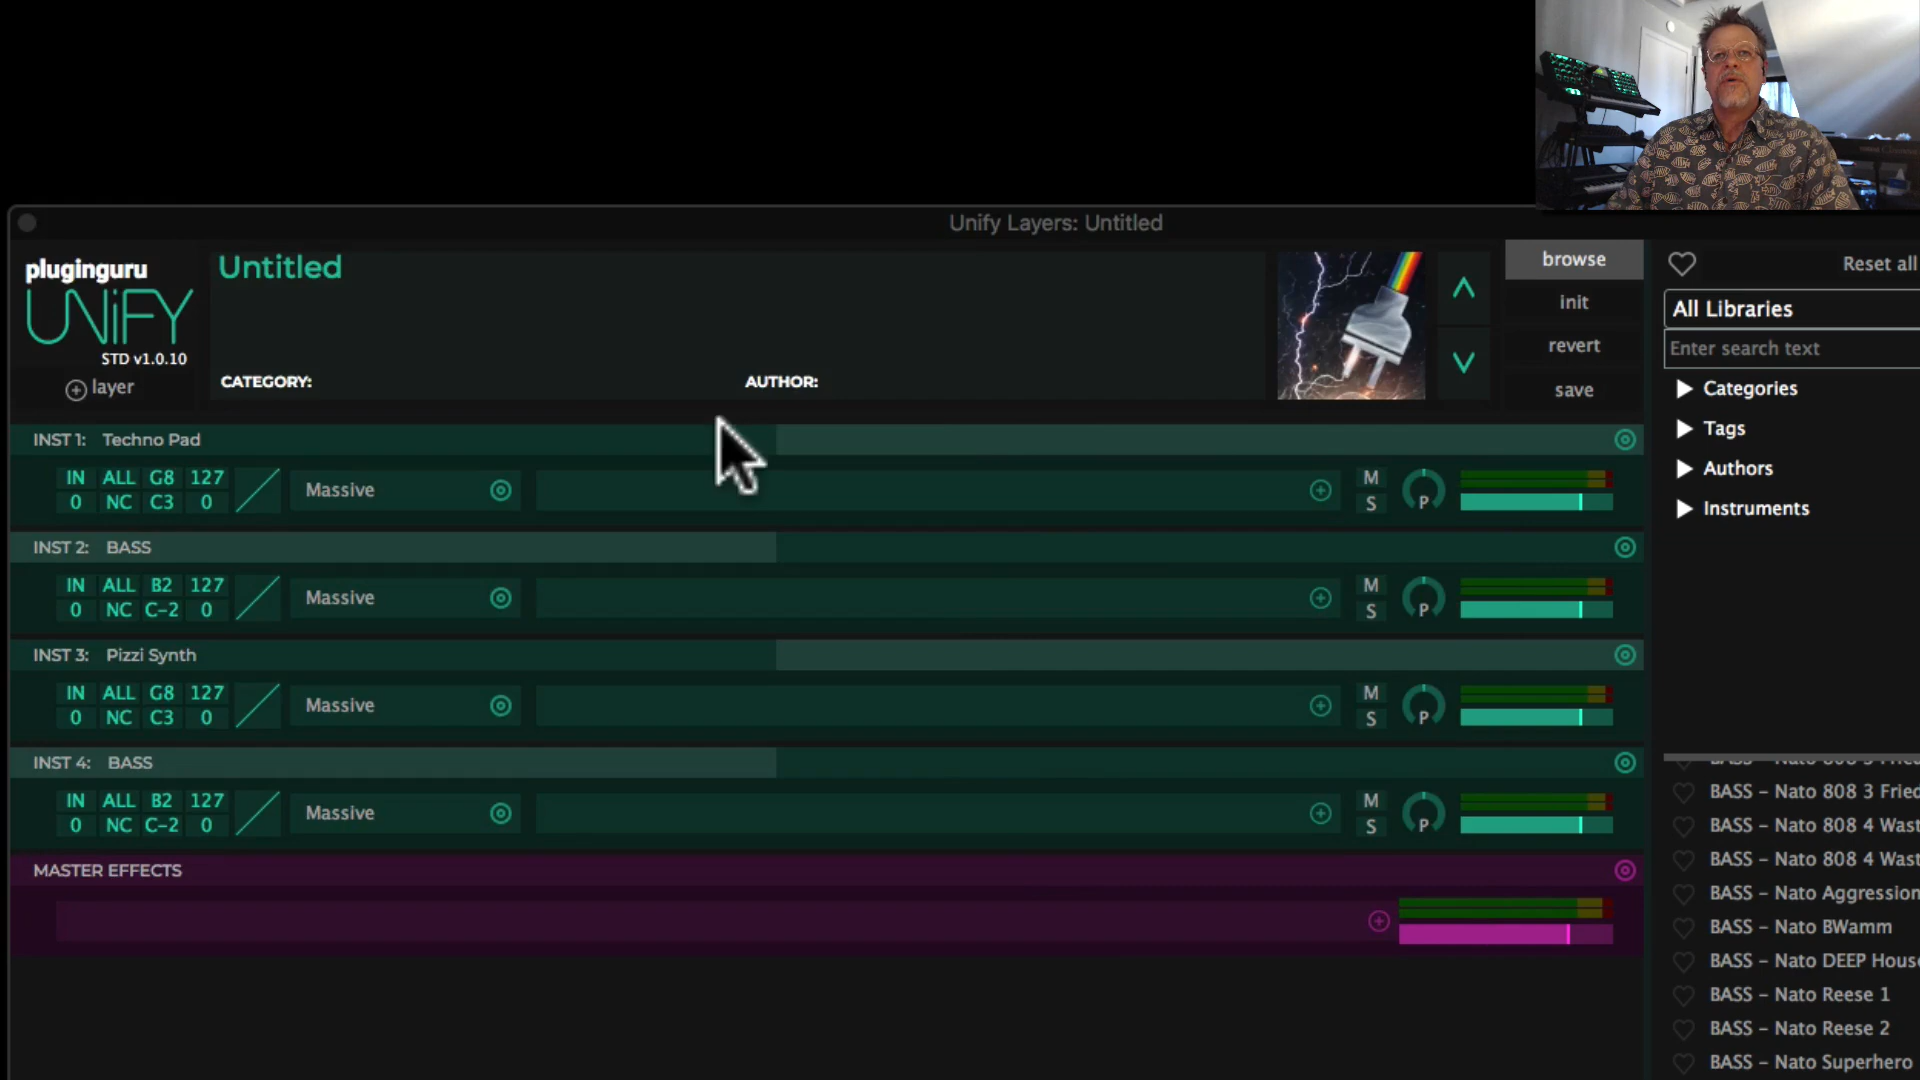 Unify Layers: Untitled
pluginguru
UNiFY
STD v1.0.10
layer
Untitled
CATEGORY:
AUTHOR:
browse
init
revert
save
Reset all
All Libraries
Enter search text
Categories
Tags
Authors
Instruments
INST 1: Techno Pad
IN ALL G8 127
0 NC C3 0
Massive
M
S
P
INST 2: BASS
IN ALL B2 127
0 NC C-2 0
Massive
M
S
P
INST 3: Pizzi Synth
IN ALL G8 127
0 NC C3 0
Massive
M
S
P
INST 4: BASS
IN ALL B2 127
0 NC C-2 0
Massive
M
S
P
MASTER EFFECTS
BASS - Nato 808 3 Fried
BASS - Nato 808 4 Wast
BASS - Nato 808 4 Wast
BASS - Nato Aggression
BASS - Nato BWamm
BASS - Nato DEEP House
BASS - Nato Reese 1
BASS - Nato Reese 2
BASS - Nato Superhero